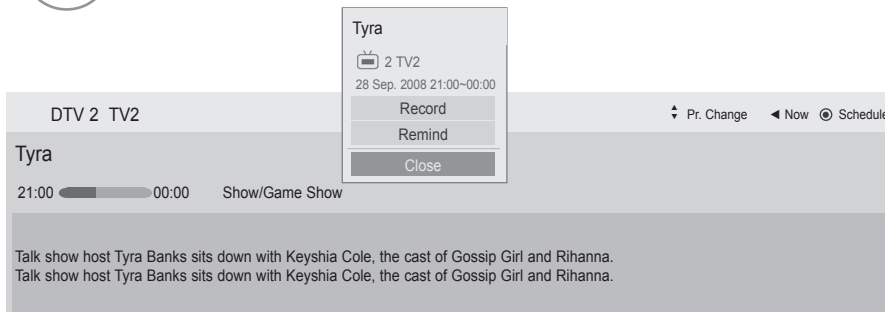 Tyra
2 TV2
28 Sep. 2008 21:00~00:00
Record
Remind
Close
DTV 2 TV2
Pr. Change ◀ Now ◉ Schedule
Tyra
21:00 00:00 Show/Game Show
Talk show host Tyra Banks sits down with Keyshia Cole, the cast of Gossip Girl and Rihanna.
Talk show host Tyra Banks sits down with Keyshia Cole, the cast of Gossip Girl and Rihanna.